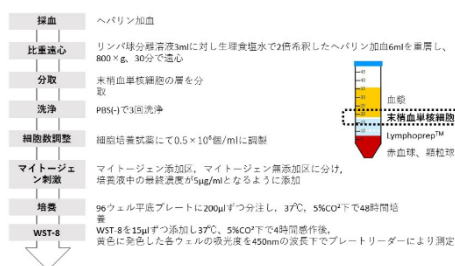 採血
ヘパリン加血
比重遠心
リンパ球分離溶液3mlに対し生理食塩水で2倍希釈したヘパリン加血6mlを重層し、
800×g、30分で遠心
分取
末梢血単核細胞の層を分
取
洗浄
PBS(-)で3回洗浄
細胞数調整
細胞培養試薬にて0.5×10⁶個/mlに調製
マイトージェ
ン刺激
マイトージェン添加区，マイトージェン無添加区に分け，
培養液中の最終濃度が5μg/mlとなるように添加
培養
96ウェル平底プレートに200μlずつ分注し、37℃，5%CO²下で48時間培
養
WST-8
WST-8を15μlずつ添加し37℃、5%CO²下で4時間感作後，
黄色に発色した各ウェルの吸光度を450nmの波長下でプレートリーダーにより測定
血漿
末梢血単核細胞
Lymphoprep™
赤血球、顆粒球